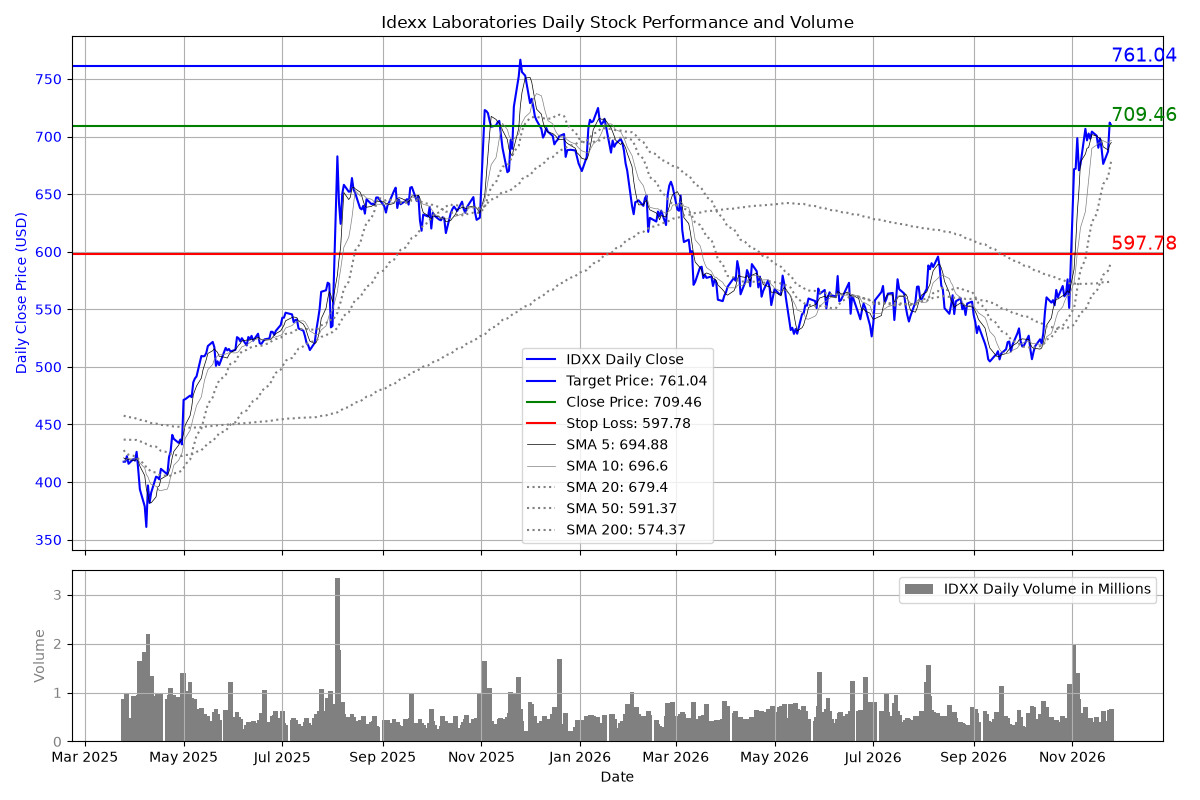 Idexx Laboratories Daily Stock Performance and Volume
Daily Close Price (USD)
750
700
650
600
550
500
450
400
350
761.04
709.46
597.78
IDXX Daily Close
Target Price: 761.04
Close Price: 709.46
Stop Loss: 597.78
SMA 5: 694.88
SMA 10: 696.6
SMA 20: 679.4
SMA 50: 591.37
SMA 200: 574.37
Volume
3
2
1
0
IDXX Daily Volume in Millions
Mar 2025 May 2025 Jul 2025 Sep 2025 Nov 2025 Jan 2026 Mar 2026 May 2026 Jul 2026 Sep 2026 Nov 2026
Date